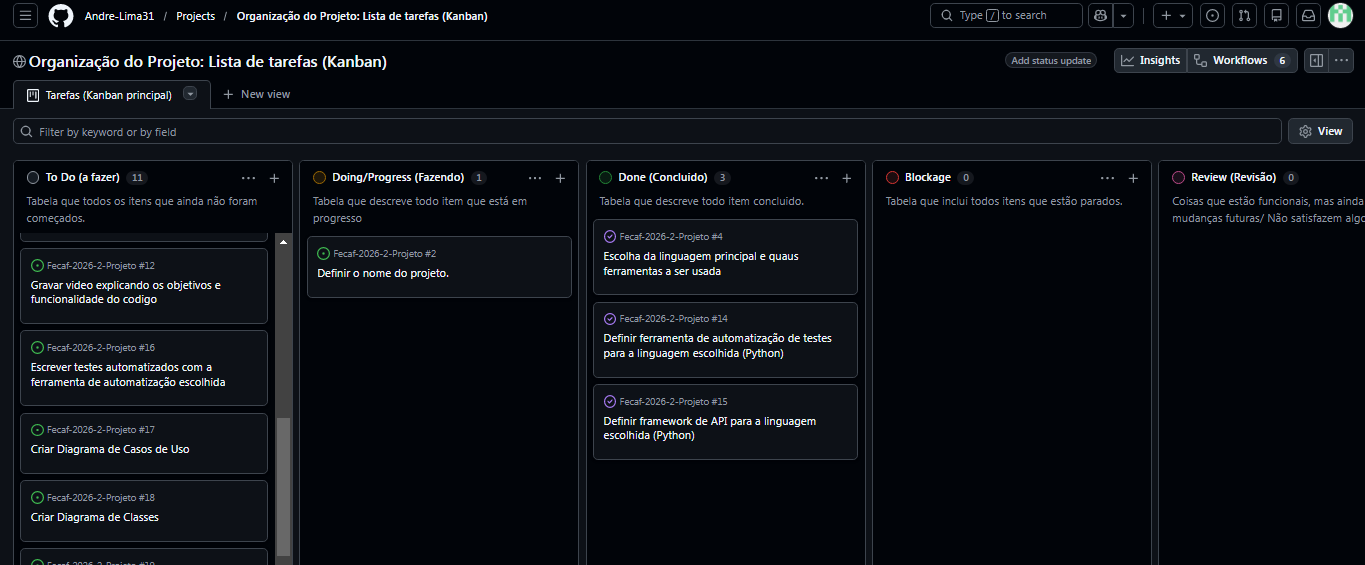 Andre-Lima31 / Projects / Organização do Projeto: Lista de tarefas (Kanban)
Type / to search
Organização do Projeto: Lista de tarefas (Kanban)
Add status update
Insights
Workflows 6
Tarefas (Kanban principal)
New view
Filter by keyword or by field
View
To Do (a fazer) 11
Tabela que todos os itens que ainda não foram
começados.
Fecaf-2026-2-Projeto #12
Gravar video explicando os objetivos e
funcionalidade do codigo
Fecaf-2026-2-Projeto #16
Escrever testes automatizados com a
ferramenta de automatização escolhida
Fecaf-2026-2-Projeto #17
Criar Diagrama de Casos de Uso
Fecaf-2026-2-Projeto #18
Criar Diagrama de Classes
Doing/Progress (Fazendo) 1
Tabela que descreve todo item que está em
progresso
Fecaf-2026-2-Projeto #2
Definir o nome do projeto.
Done (Concluido) 3
Tabela que descreve todo item concluido.
Fecaf-2026-2-Projeto #4
Escolha da linguagem principal e quaus
ferramentas a ser usada
Fecaf-2026-2-Projeto #14
Definir ferramenta de automatização de testes
para a linguagem escolhida (Python)
Fecaf-2026-2-Projeto #15
Definir framework de API para a linguagem
escolhida (Python)
Blockage 0
Tabela que inclui todos itens que estão parados.
Review (Revisão) 0
Coisas que estão funcionais, mas ainda
mudanças futuras/ Não satisfazem algo